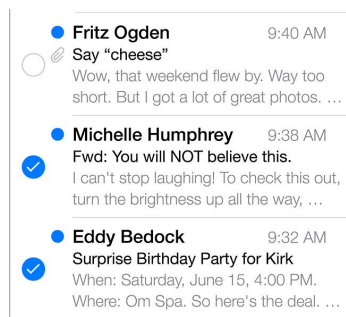 Fritz Ogden 9:40 AM
Say “cheese”
Wow, that weekend flew by. Way too
short. But I got a lot of great photos. …
Michelle Humphrey 9:38 AM
Fwd: You will NOT believe this.
I can't stop laughing! To check this out,
turn the brightness up all the way, …
Eddy Bedock 9:32 AM
Surprise Birthday Party for Kirk
When: Saturday, June 15, 4:00 PM.
Where: Om Spa. So here's the deal. …